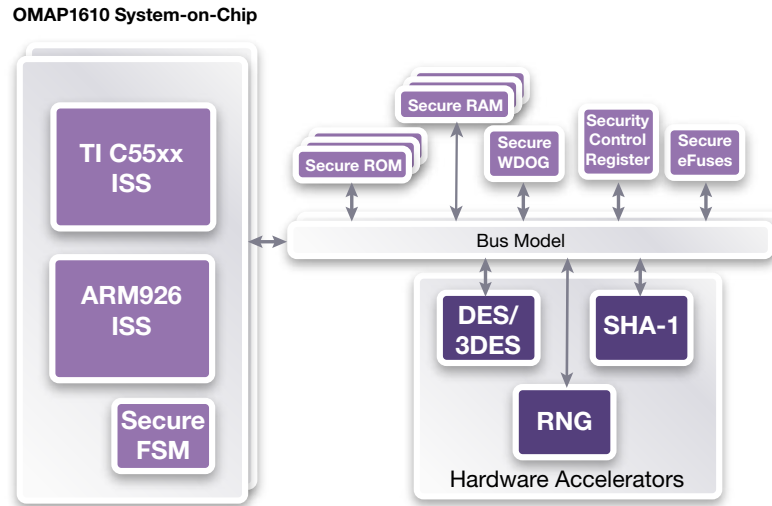 OMAP1610 System-on-Chip
TI C55xx
ISS
ARM926
ISS
Secure
FSM
Secure ROM
Secure RAM
Secure
WDOG
Security
Control
Register
Secure
eFuses
Bus Model
DES/
3DES
SHA-1
RNG
Hardware Accelerators